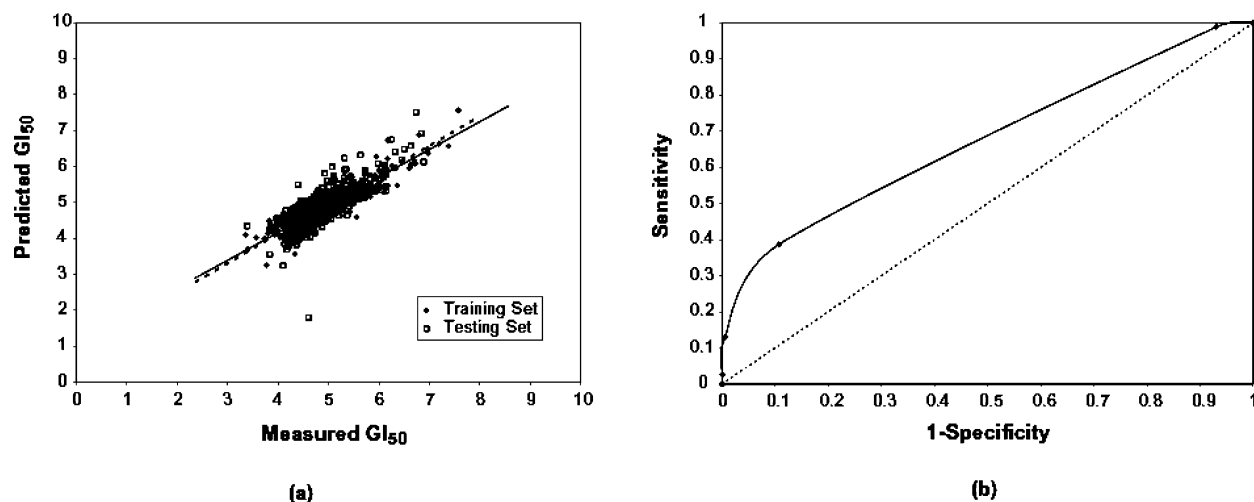 10
9
8
7
6
5
4
3
2
1
0
Predicted GI50
Training Set
Testing Set
0 1 2 3 4 5 6 7 8 9 10
Measured GI50
(a)
1
0.9
0.8
0.7
0.6
0.5
0.4
0.3
0.2
0.1
0
Sensitivity
0 0.1 0.2 0.3 0.4 0.5 0.6 0.7 0.8 0.9 1
1-Specificity
(b)